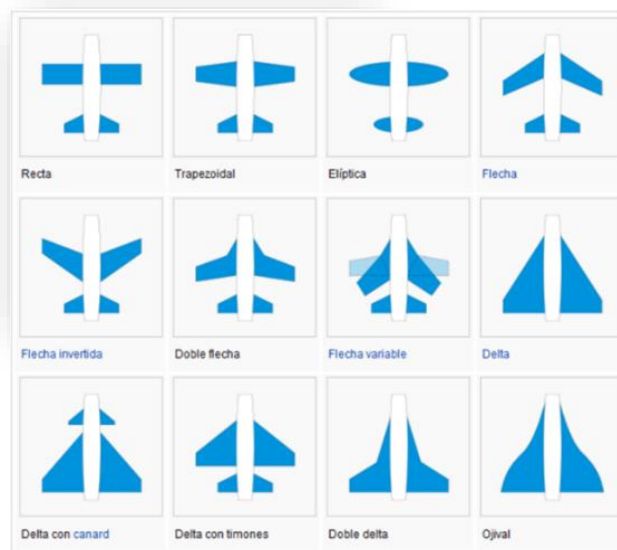 Recta
Trapezoidal
Elíptica
Flecha
Flecha invertida
Doble flecha
Flecha variable
Delta
Delta con canard
Delta con timones
Doble delta
Ojival